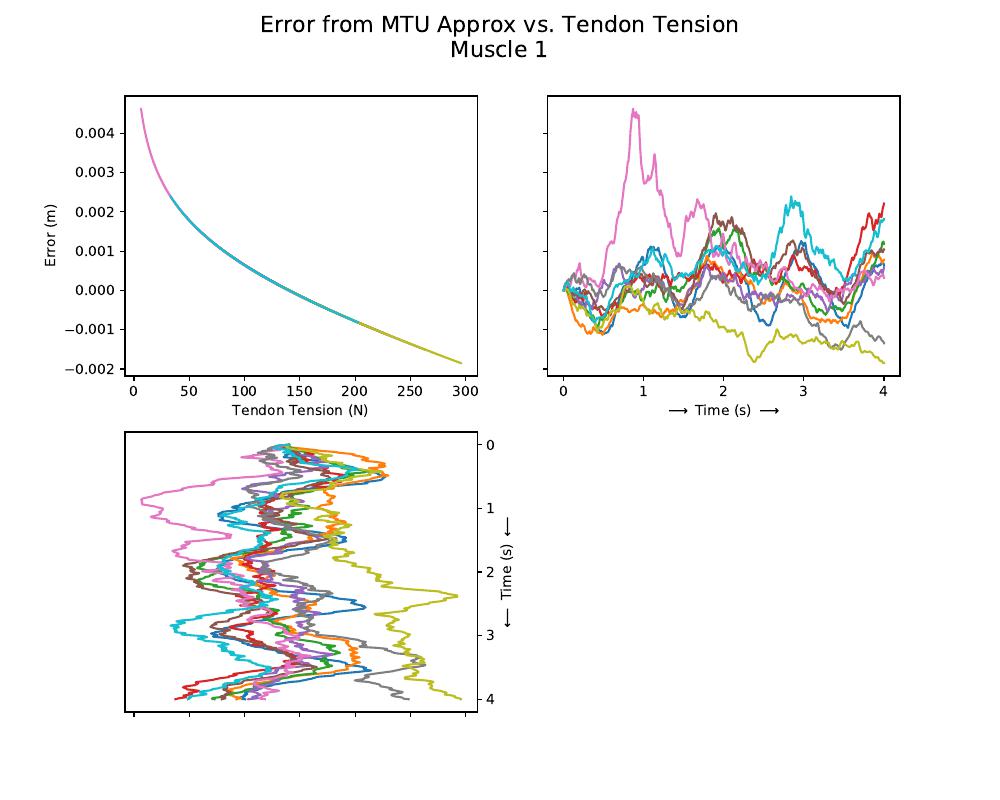 Error from MTU Approx vs. Tendon Tension
Muscle 1
0.004
0.003
0.002
0.001
0.000
−0.001
−0.002
Error (m)
0 50 100 150 200 250 300
Tendon Tension (N)
0 1 2 3 4
⟶ Time (s) ⟶
0
1
2
3
4
⟵ Time (s) ⟵